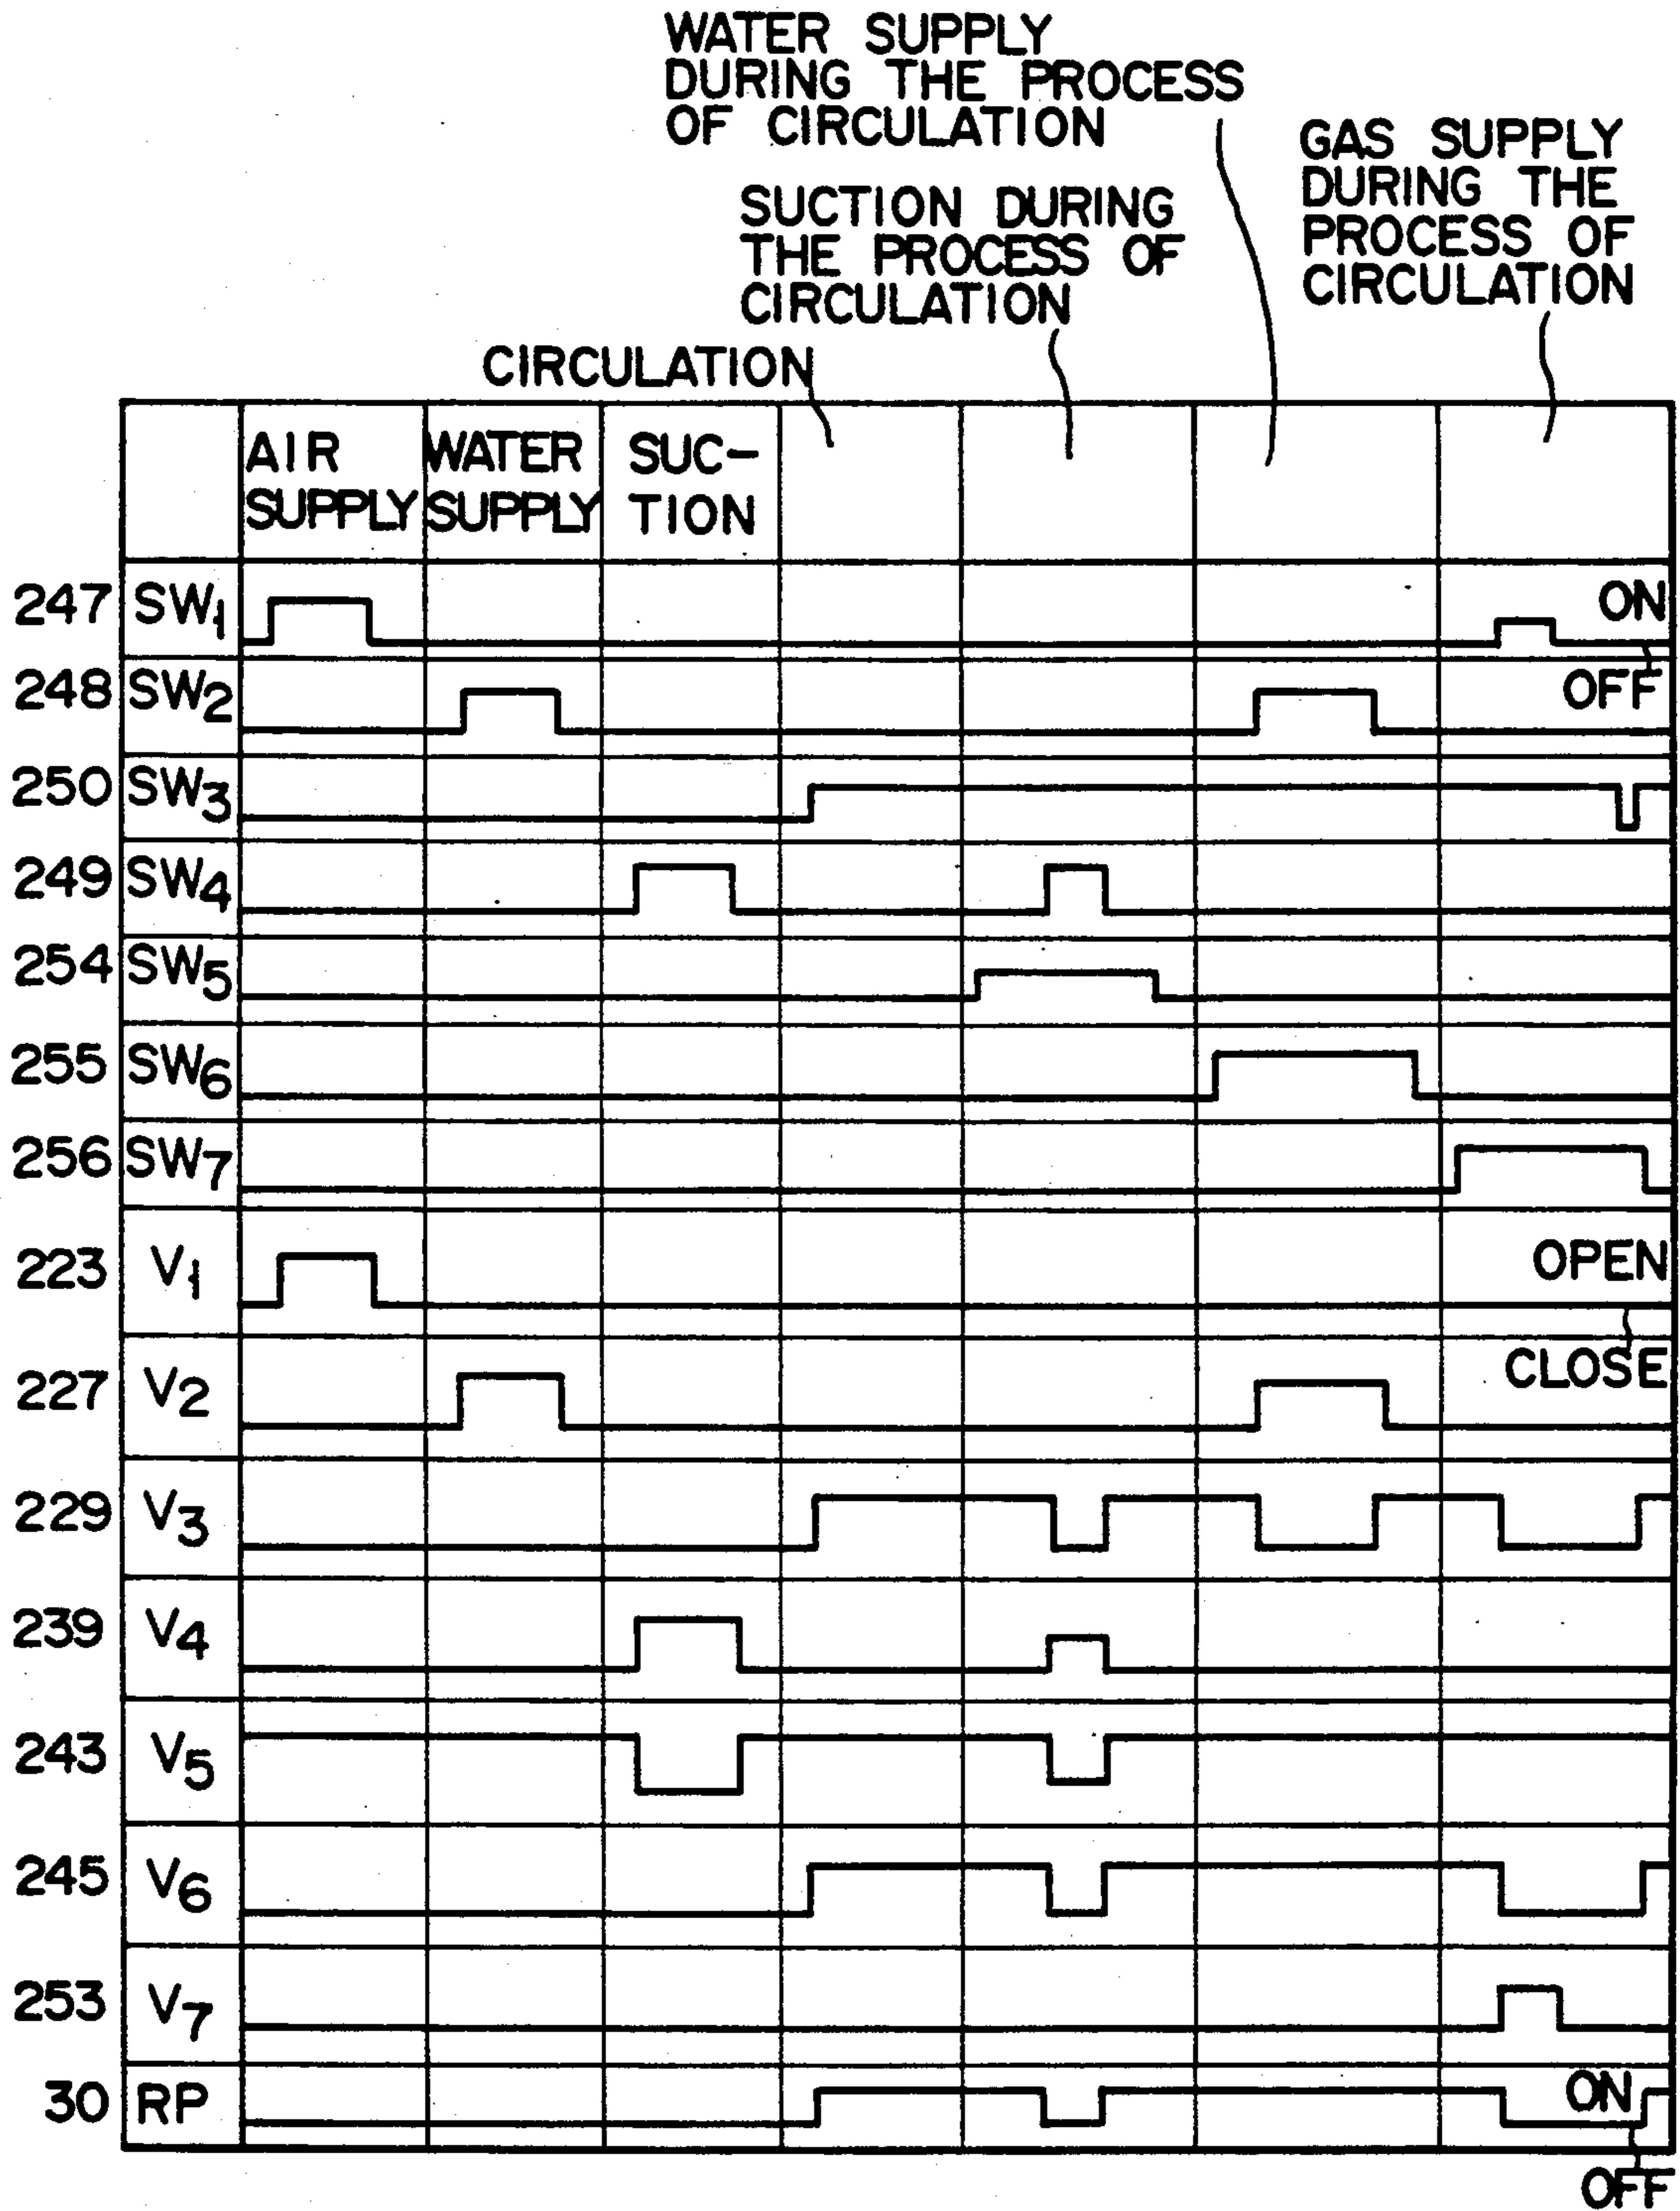 WATER SUPPLY
DURING THE PROCESS
OF CIRCULATION
GAS SUPPLY
DURING THE
PROCESS OF
CIRCULATION
SUCTION DURING
THE PROCESS OF
CIRCULATION
CIRCULATION
AIR
SUPPLY
WATER
SUPPLY
SUC-
TION
247 SW1 ON
OFF
248 SW2
250 SW3
249 SW4
254 SW5
255 SW6
256 SW7
223 V1 OPEN
CLOSE
227 V2
229 V3
239 V4
243 V5
245 V6
253 V7
30 RP ON
OFF